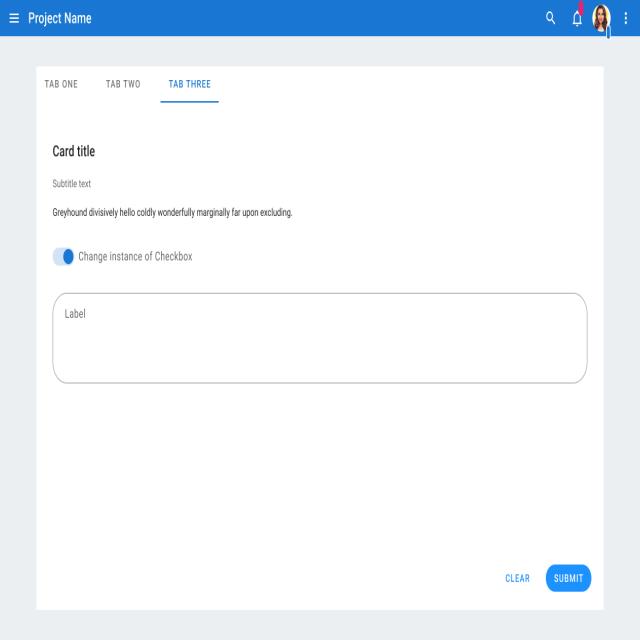 Project Name
TAB ONE TAB TWO TAB THREE
Card title
Subtitle text
Greyhound divisively hello coldly wonderfully marginally far upon excluding.
Change instance of Checkbox
Label
CLEAR SUBMIT